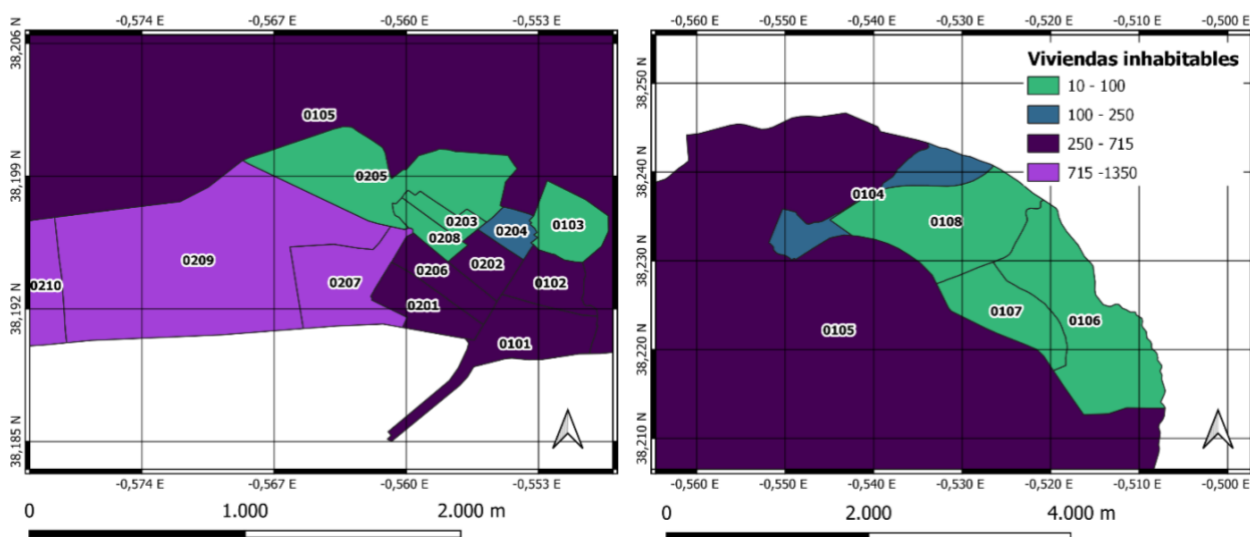 -0,574 E -0,567 E -0,560 E -0,553 E
38,206 N
38,199 N
38,192 N
38,185 N
0105
0205
0203
0103
0204
0208
0209
0206
0202
0210
0207
0102
0201
0101
-0,574 E -0,567 E -0,560 E -0,553 E
0 1.000 2.000 m
-0,560 E -0,550 E -0,540 E -0,530 E -0,520 E -0,510 E -0,500 E
38,250 N
38,240 N
38,230 N
38,220 N
38,210 N
Viviendas inhabitables
10 - 100
100 - 250
250 - 715
715 -1350
0104
0108
0107
0106
0105
-0,560 E -0,550 E -0,540 E -0,530 E -0,520 E -0,510 E -0,500 E
0 2.000 4.000 m